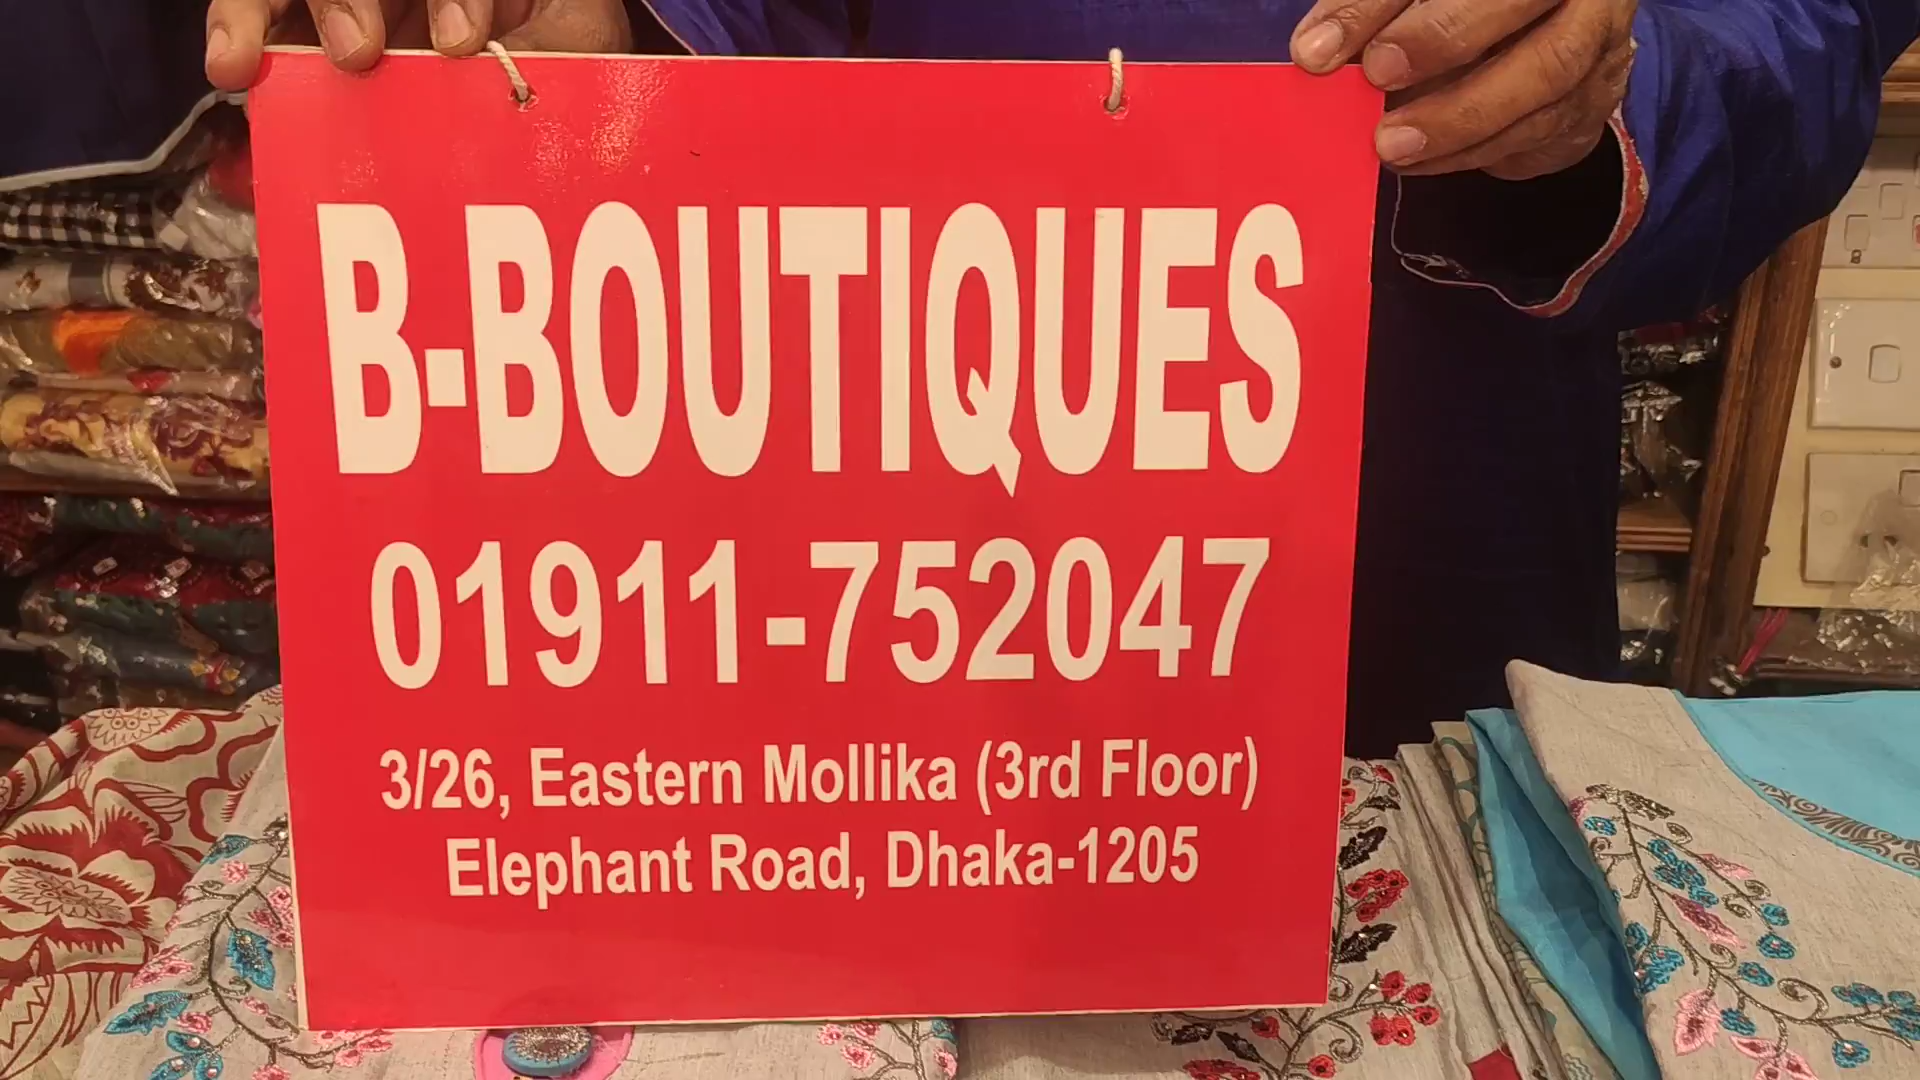 B-BOUTIQUES
01911-752047
3/26, Eastern Mollika (3rd Floor)
Elephant Road, Dhaka-1205